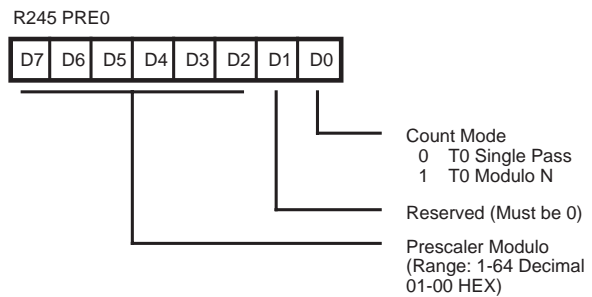 R245 PRE0
D7 D6 D5 D4 D3 D2 D1 D0
Count Mode
0 T0 Single Pass
1 T0 Modulo N
Reserved (Must be 0)
Prescaler Modulo
(Range: 1-64 Decimal
01-00 HEX)